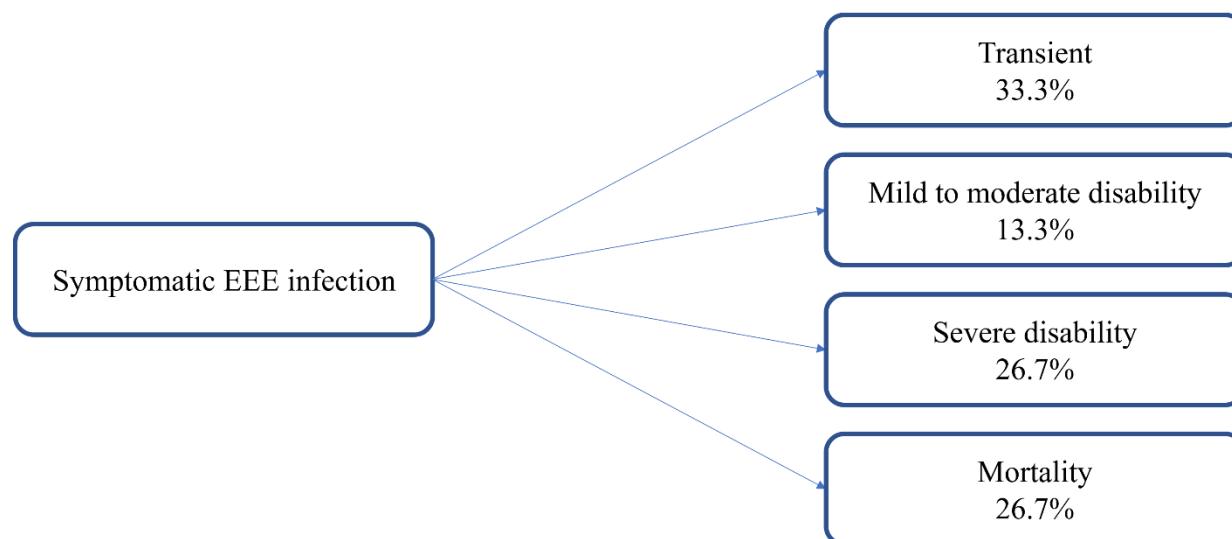 Transient
33.3%
Mild to moderate disability
13.3%
Symptomatic EEE infection
Severe disability
26.7%
Mortality
26.7%